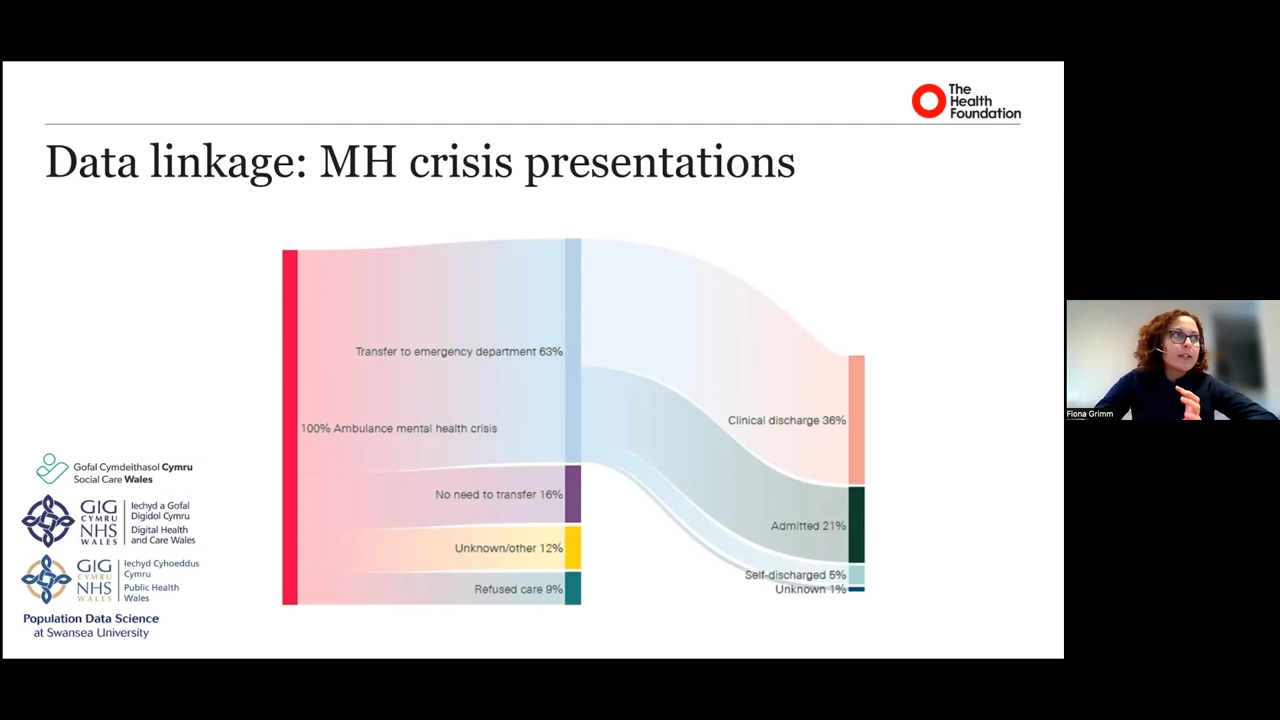 The
Health
Foundation
Data linkage: MH crisis presentations
Transfer to emergency department 63%
100% Ambulance mental health crisis
No need to transfer 16%
Unknown/other 12%
Refused care 9%
Clinical discharge 36%
Admitted 21%
Self-discharged 5%
Unknown 1%
Gofal Cymdeithasol Cymru
Social Care Wales
GIG
CYMRU
NHS
WALES
Iechyd a Gofal
Digidol Cymru
Digital Health
and Care Wales
GIG
CYMRU
NHS
WALES
Iechyd Cyhoeddus
Cymru
Public Health
Wales
Population Data Science
at Swansea University
Fiona Grimm